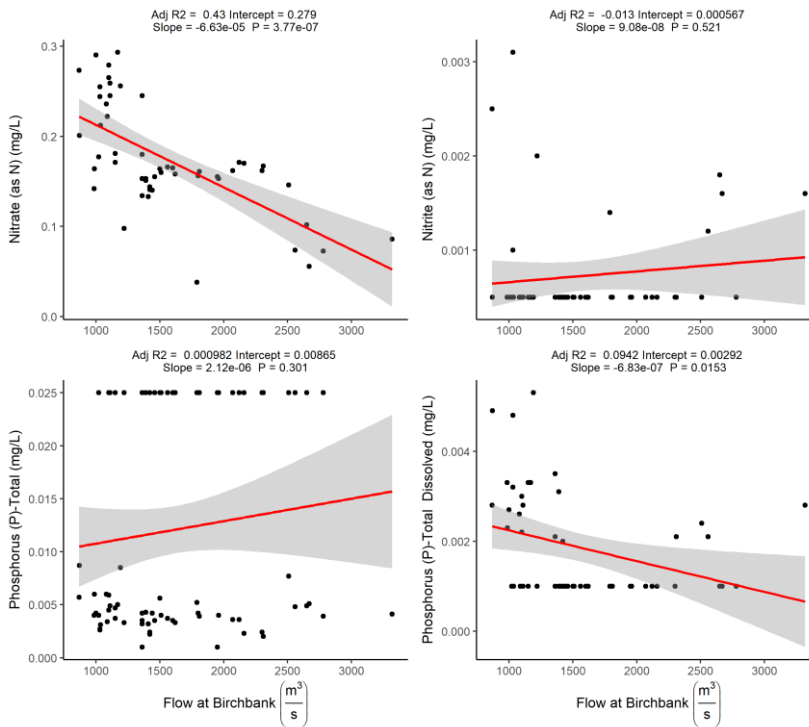 Adj R2 = 0.43 Intercept = 0.279
Slope = -6.63e-05 P = 3.77e-07
Nitrate (as N) (mg/L)
0.3
0.2
0.1
0.0
1000 1500 2000 2500 3000
Adj R2 = -0.013 Intercept = 0.000567
Slope = 9.08e-08 P = 0.521
Nitrite (as N) (mg/L)
0.003
0.002
0.001
1000 1500 2000 2500 3000
Adj R2 = 0.000982 Intercept = 0.00865
Slope = 2.12e-06 P = 0.301
Phosphorus (P)-Total (mg/L)
0.025
0.020
0.015
0.010
0.005
0.000
1000 1500 2000 2500 3000
Flow at Birchbank (m³/s)
Adj R2 = 0.0942 Intercept = 0.00292
Slope = -6.83e-07 P = 0.0153
Phosphorus (P)-Total Dissolved (mg/L)
0.004
0.002
0.000
1000 1500 2000 2500 3000
Flow at Birchbank (m³/s)